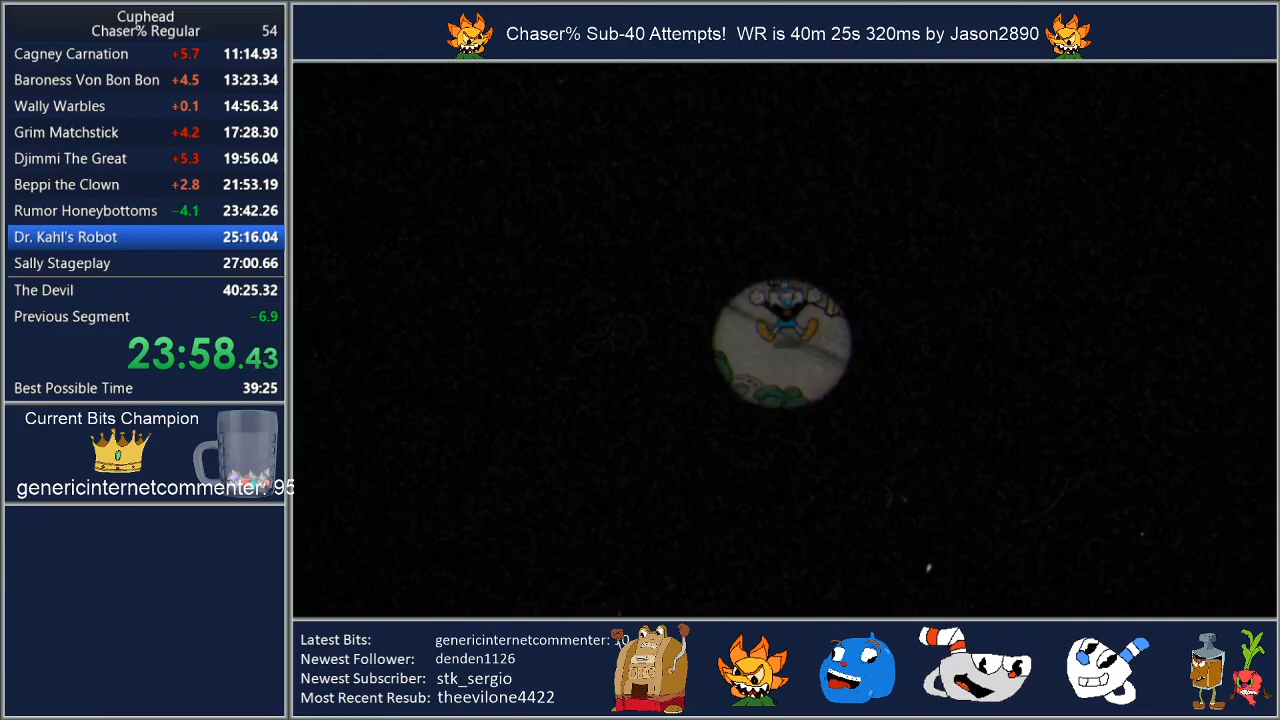 Cuphead
Chaser% Regular 54
Cagney Carnation +5.7 11:14.93
Baroness Von Bon Bon +4.5 13:23.34
Wally Warbles +0.1 14:56.34
Grim Matchstick +4.2 17:28.30
Djimmi The Great +5.3 19:56.04
Beppi the Clown +2.8 21:53.19
Rumor Honeybottoms -4.1 23:42.26
Dr. Kahl's Robot 25:16.04
Sally Stageplay 27:00.66
The Devil 40:25.32
Previous Segment -6.9
23:58.43
Best Possible Time 39:25
Current Bits Champion
genericinternetcommenter: 95
Chaser% Sub-40 Attempts! WR is 40m 25s 320ms by Jason2890
Latest Bits: genericinternetcommenter:
Newest Follower: denden1126
Newest Subscriber: stk_sergio
Most Recent Resub: theevilone4422